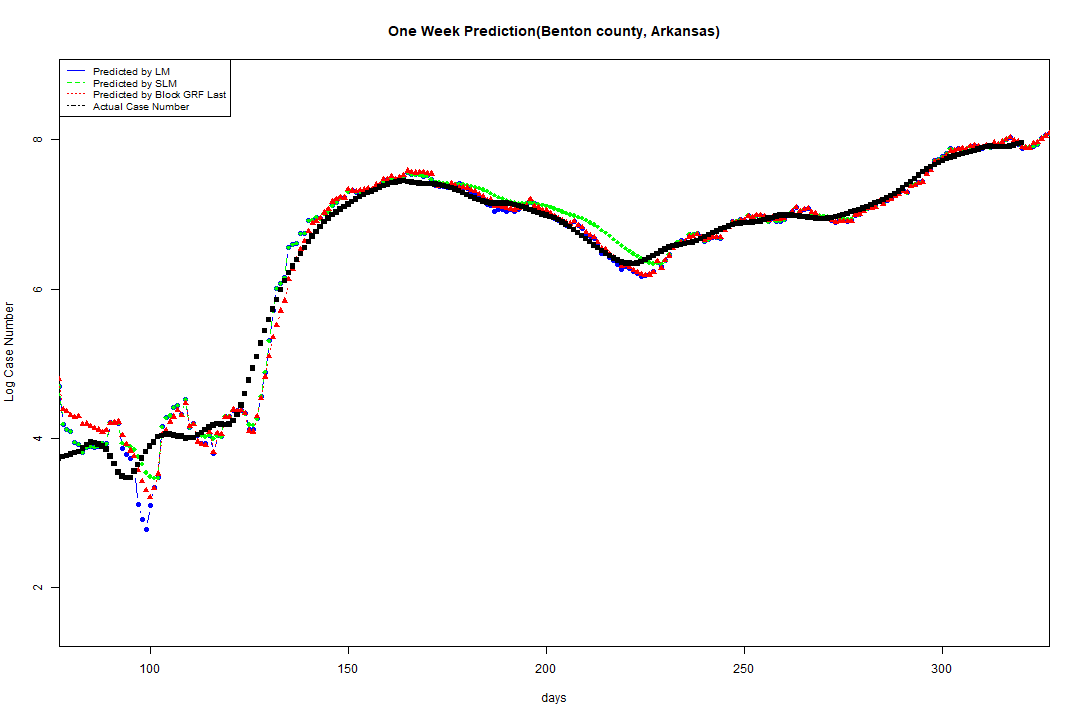 One Week Prediction(Benton county, Arkansas)
Predicted by LM
Predicted by SLM
Predicted by Block GRF Last
Actual Case Number
8
6
4
2
Log Case Number
100 150 200 250 300
days